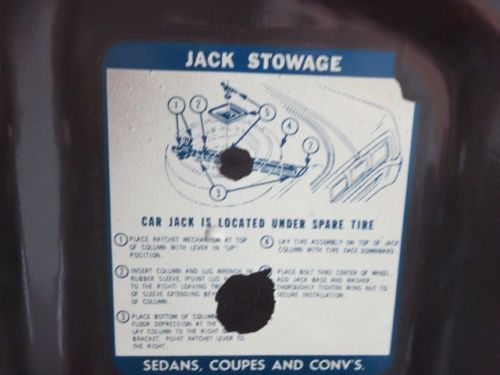 JACK STOWAGE
1 2 5 4 2 3
CAR JACK IS LOCATED UNDER SPARE TIRE
1 PLACE RATCHET MECHANISM AT TOP
OF COLUMN WITH LEVER IN "UP"
POSITION.
2 INSERT COLUMN AND LUG WRENCH IN
RUBBER SLEEVE, (POINT LUG
TO THE RIGHT) LEAVING
OF SLEEVE EXTENDING
OF COLUMN.
3 PLACE BOTTOM OF COLUMN
FLOOR DEPRESSION AT THE
LAY COLUMN TO THE RIGHT
BRACKET, POINT RATCHET LEVER TO
THE RIGHT.
4 LAY TIRE ASSEMBLY ON TOP OF JACK
COLUMN WITH TIRE FACE DOWNWARD
PLACE BOLT THRU CENTER OF WHEEL,
ADD JACK BASE AND WASHER.
THOROUGHLY TIGHTEN WING NUT TO
SECURE INSTALLATION.
SEDANS, COUPES AND CONV'S.